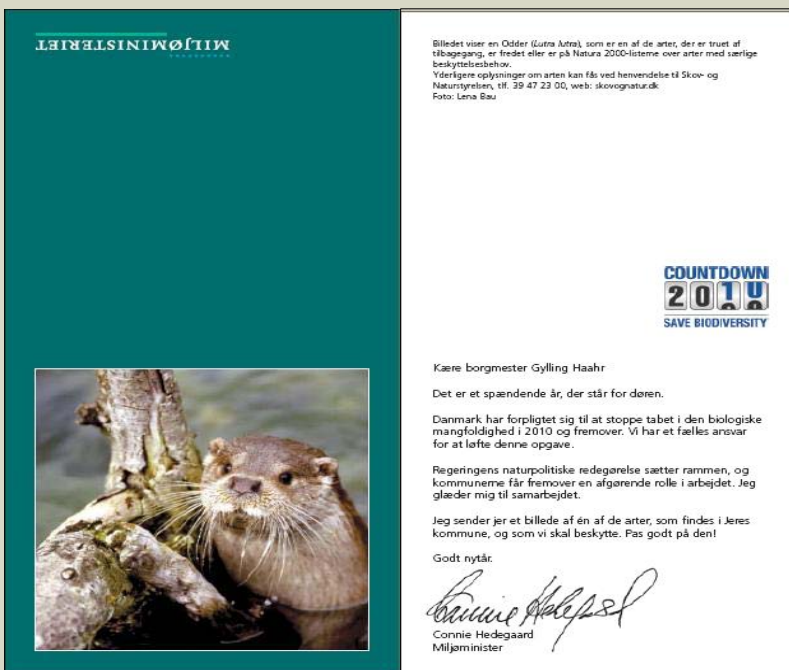 MILJØMINISTERIET
Billedet viser en Odder (Lutra lutra), som er en af de arter, der er truet af
tilbagegang, er fredet eller er på Natura 2000-listerne over arter med særlige
beskyttelsesbehov.
Yderligere oplysninger om arten kan fås ved henvendelse til Skov- og
Naturstyrelsen, tlf. 39 47 23 00, web: skovognatur.dk
Foto: Lena Bau
COUNTDOWN
2010
SAVE BIODIVERSITY
Kære borgmester Gylling Haahr
Det er et spændende år, der står for døren.
Danmark har forpligtet sig til at stoppe tabet i den biologiske
mangfoldighed i 2010 og fremover. Vi har et fælles ansvar
for at løfte denne opgave.
Regeringens naturpolitiske redegørelse sætter rammen, og
kommunerne får fremover en afgørende rolle i arbejdet. Jeg
glæder mig til samarbejdet.
Jeg sender jer et billede af én af de arter, som findes i Jeres
kommune, og som vi skal beskytte. Pas godt på den!
Godt nytår.
Connie Hedegaard
Connie Hedegaard
Miljøminister